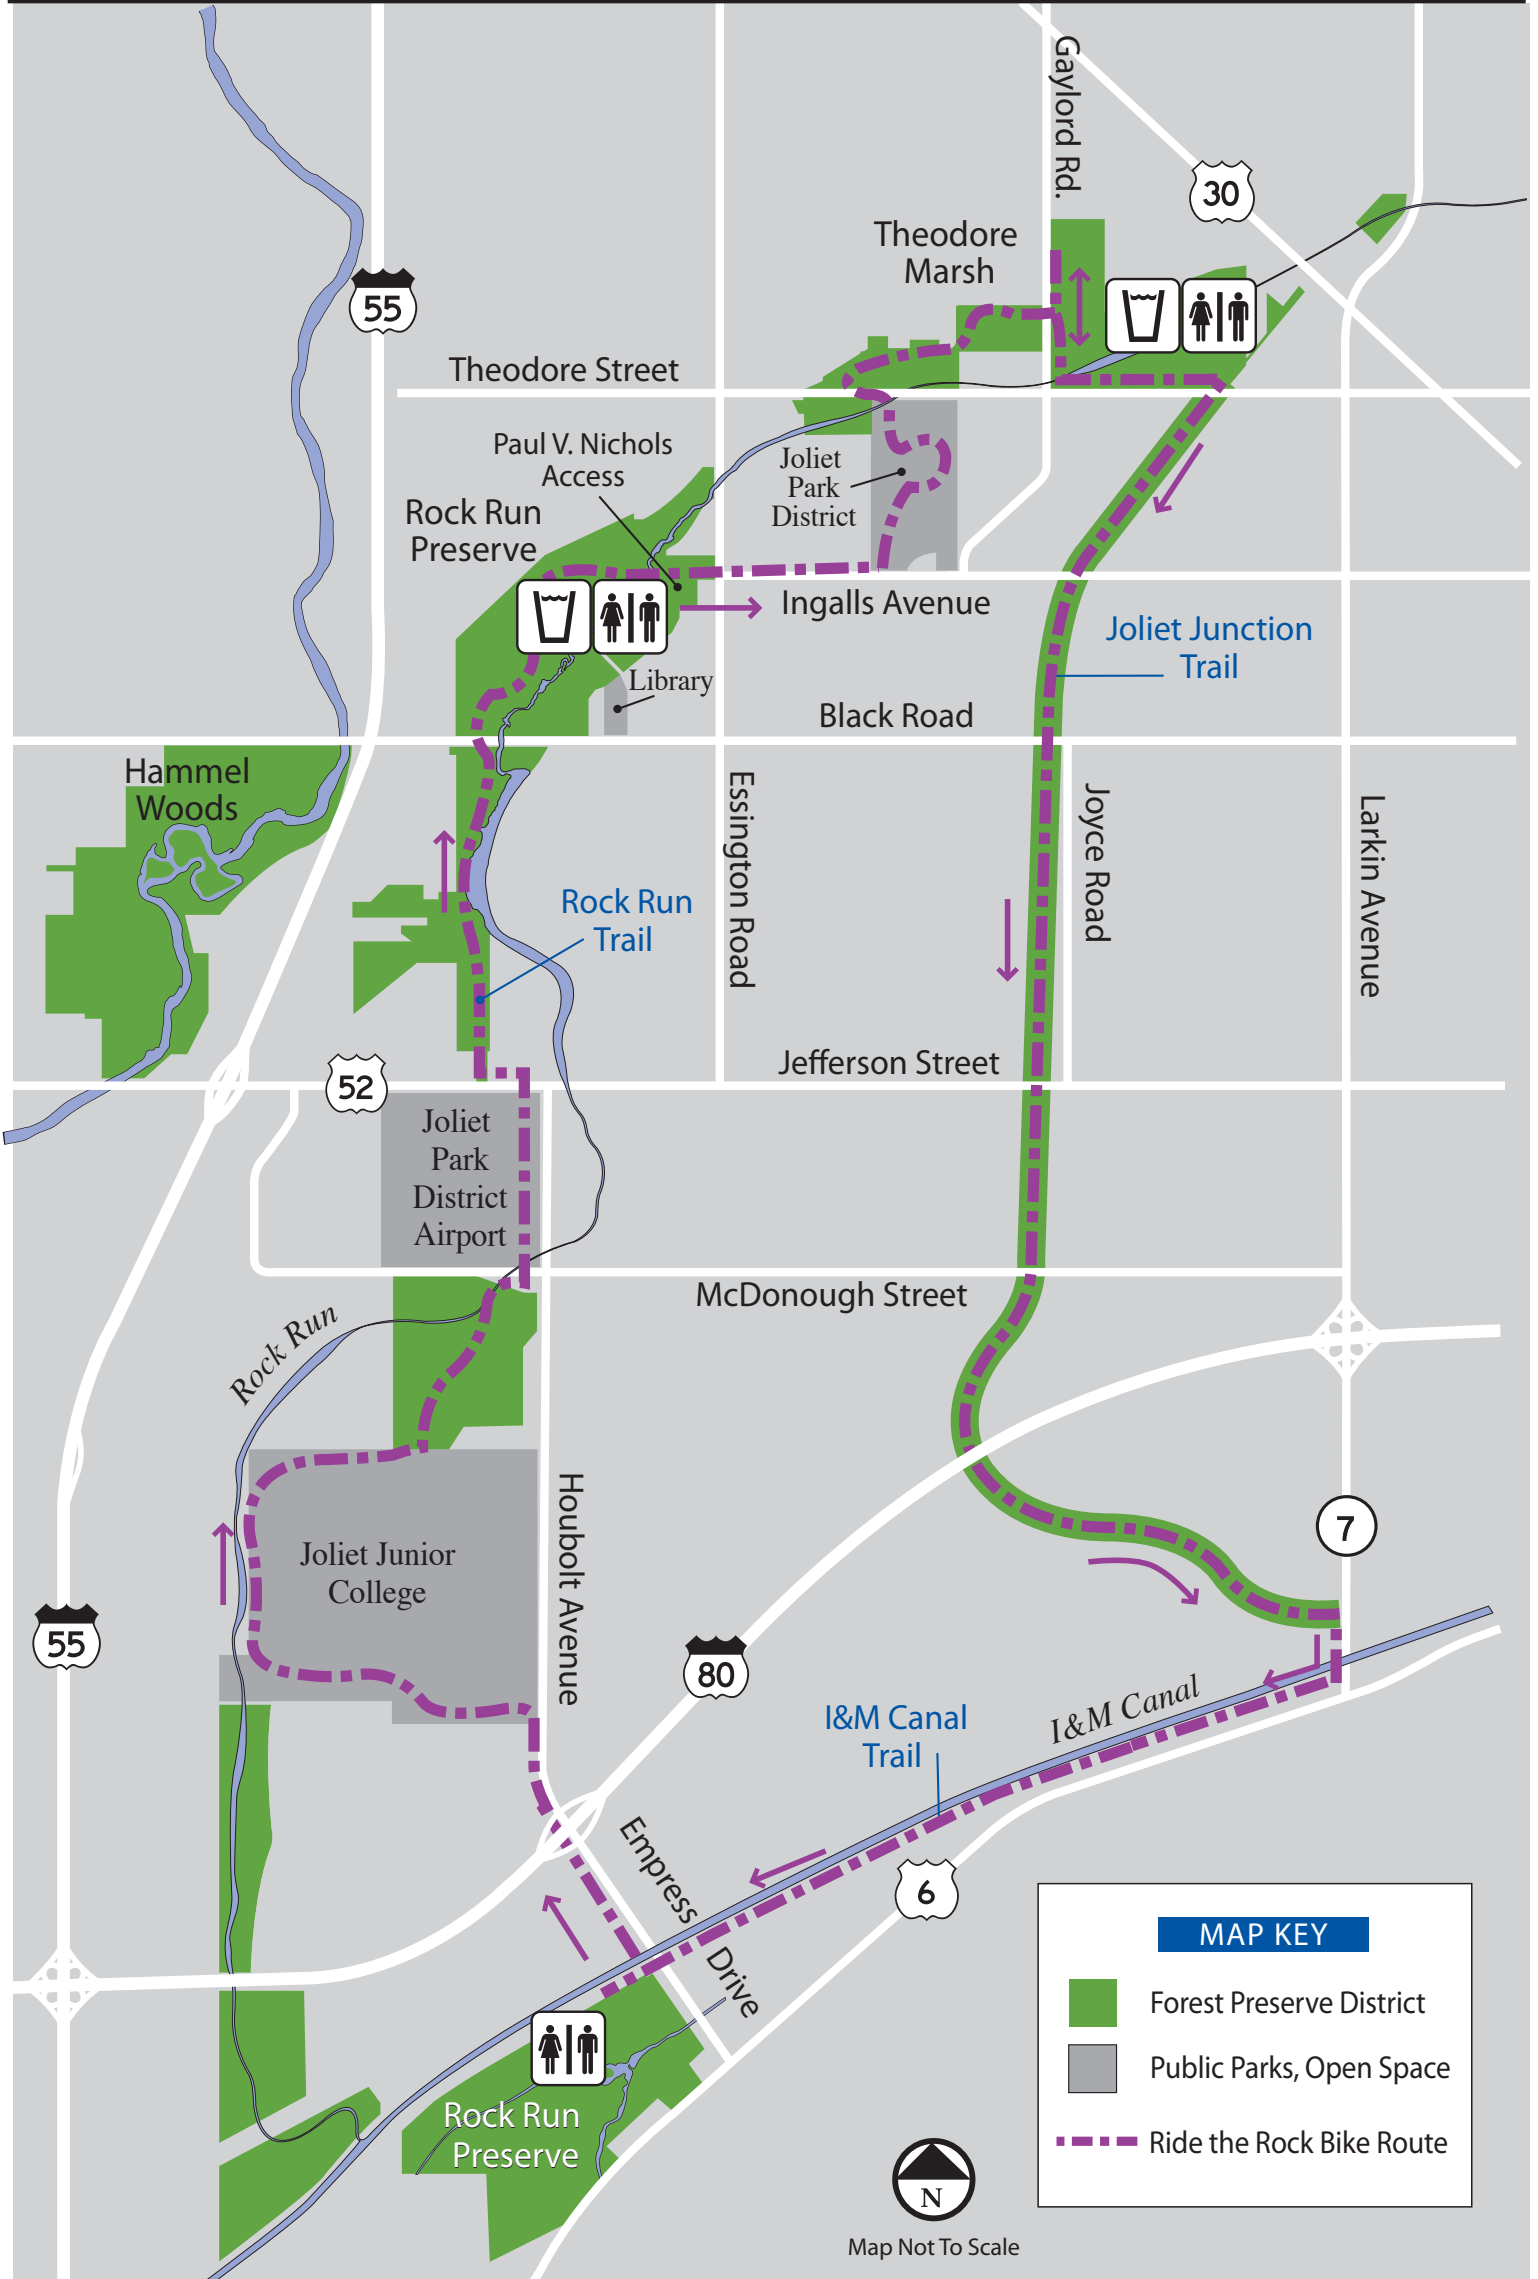 Gaylord Rd.
30
Theodore
Marsh
55
Theodore Street
Paul V. Nichols
Access
Joliet
Park
District
Rock Run
Preserve
Ingalls Avenue
Joliet Junction
Trail
Library
Black Road
Hammel
Woods
Essington Road
Joyce Road
Larkin Avenue
Rock Run
Trail
Jefferson Street
52
Joliet
Park
District
Airport
McDonough Street
Rock Run
Houbolt Avenue
7
Joliet Junior
College
55
80
I&M Canal
Trail
I&M Canal
Empress
Drive
6
MAP KEY
Forest Preserve District
Public Parks, Open Space
Ride the Rock Bike Route
Rock Run
Preserve
N
Map Not To Scale